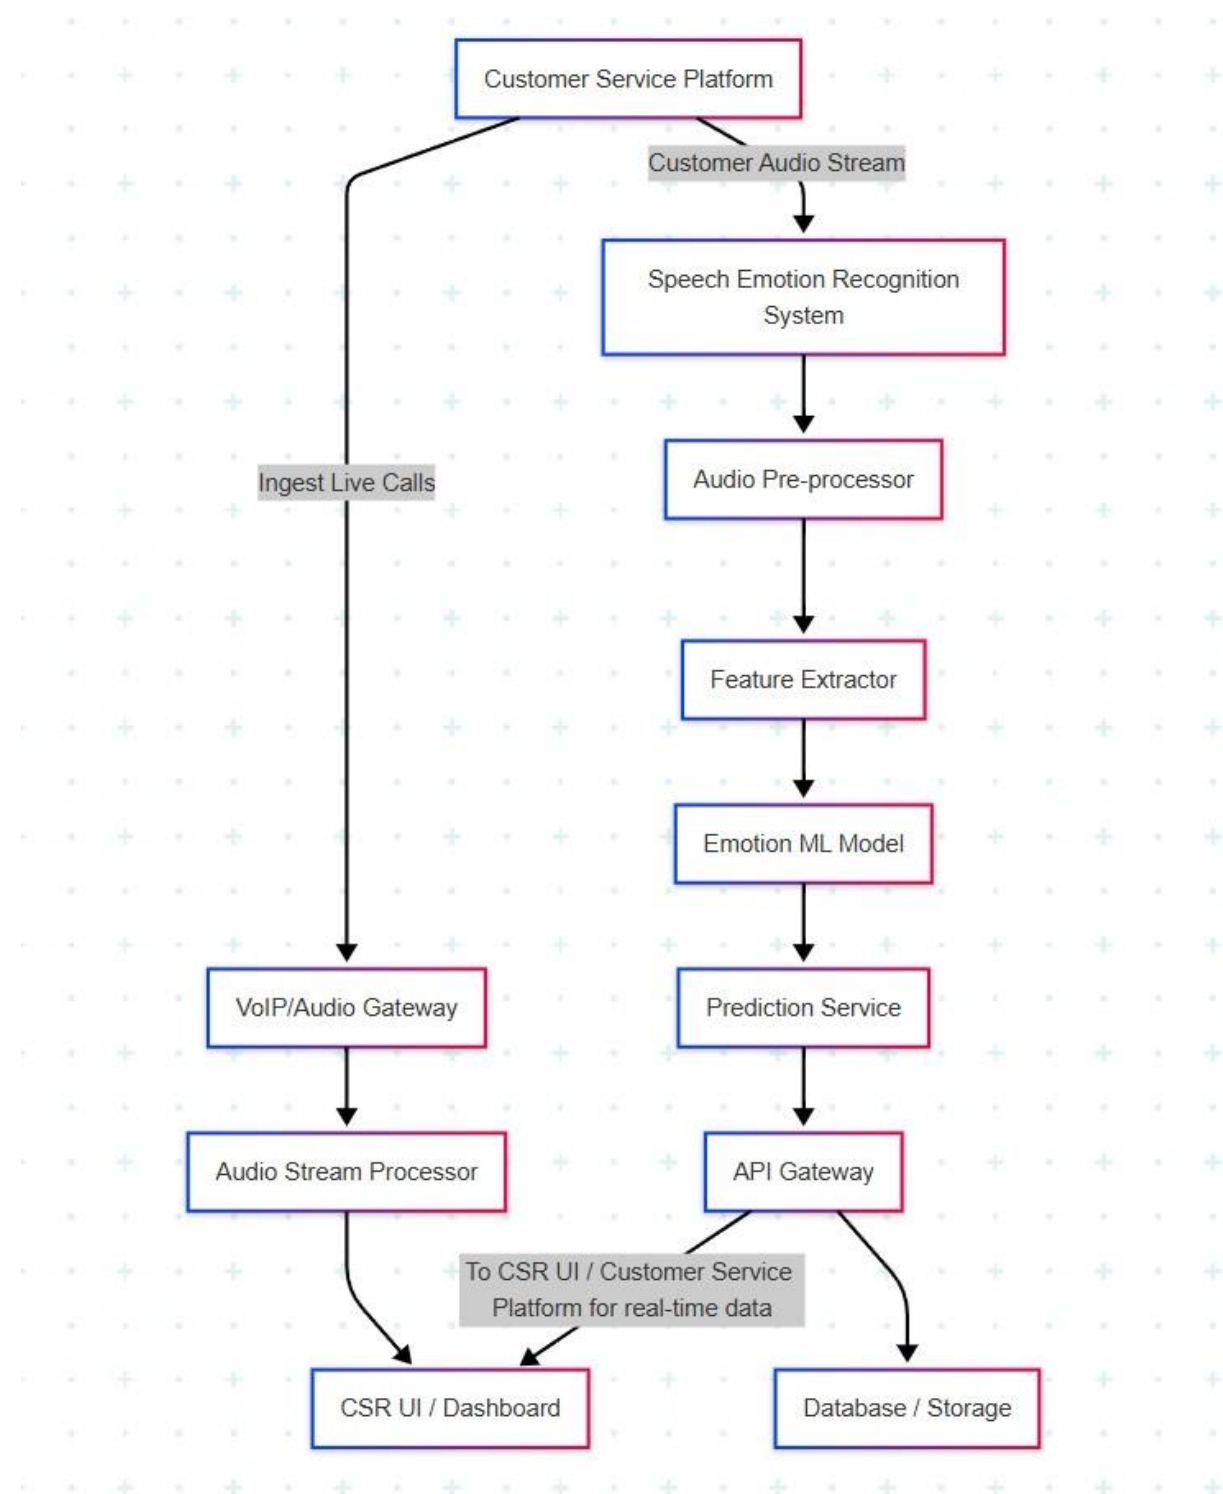 Customer Service Platform
Customer Audio Stream
Speech Emotion Recognition
System
Audio Pre-processor
Ingest Live Calls
Feature Extractor
Emotion ML Model
VoIP/Audio Gateway
Prediction Service
Audio Stream Processor
API Gateway
To CSR UI / Customer Service
Platform for real-time data
CSR UI / Dashboard
Database / Storage